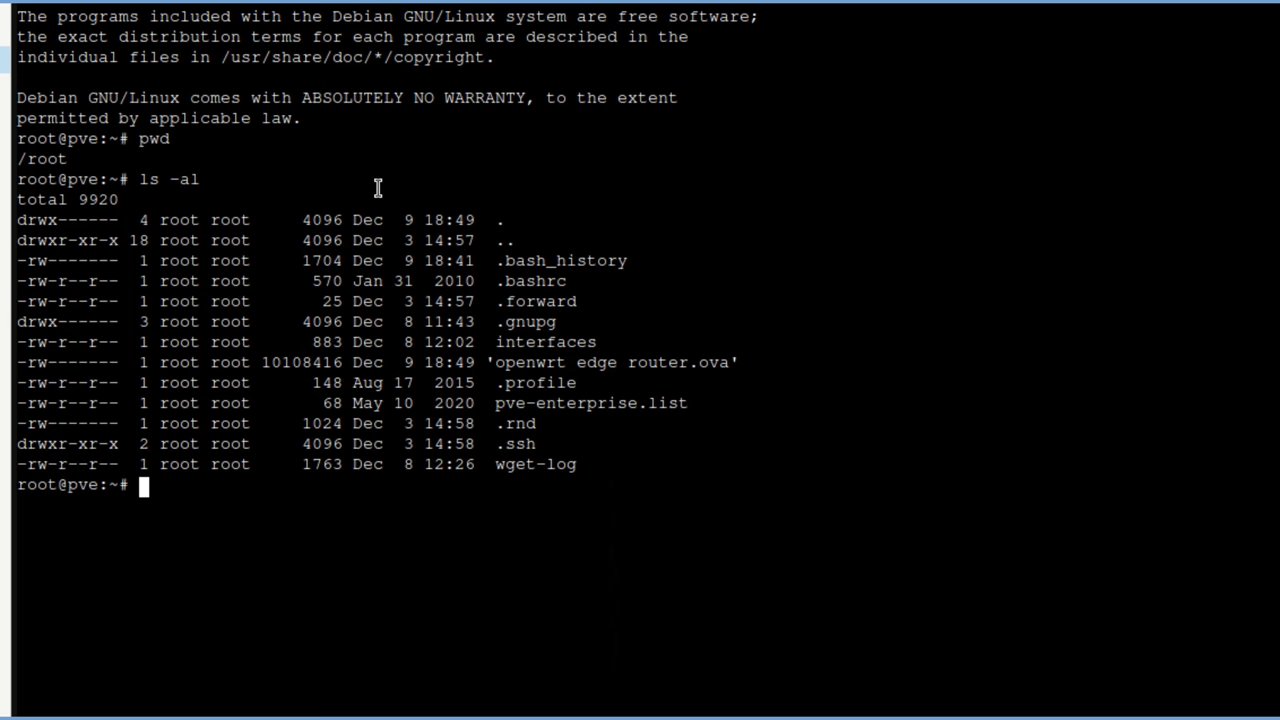 The programs included with the Debian GNU/Linux system are free software;
the exact distribution terms for each program are described in the
individual files in /usr/share/doc/*/copyright.

Debian GNU/Linux comes with ABSOLUTELY NO WARRANTY, to the extent
permitted by applicable law.
root@pve:~# pwd
/root
root@pve:~# ls -al
total 9920
drwx------  4 root root     4096 Dec  9 18:49  .
drwxr-xr-x 18 root root     4096 Dec  3 14:57  ..
-rw-------  1 root root     1704 Dec  9 18:41  .bash_history
-rw-r--r--  1 root root      570 Jan 31  2010  .bashrc
-rw-r--r--  1 root root       25 Dec  3 14:57  .forward
drwx------  3 root root     4096 Dec  8 11:43  .gnupg
-rw-r--r--  1 root root      883 Dec  8 12:02  interfaces
-rw-------  1 root root 10108416 Dec  9 18:49 'openwrt edge router.ova'
-rw-r--r--  1 root root      148 Aug 17  2015  .profile
-rw-r--r--  1 root root       68 May 10  2020  pve-enterprise.list
-rw-------  1 root root     1024 Dec  3 14:58  .rnd
drwxr-xr-x  2 root root     4096 Dec  3 14:58  .ssh
-rw-r--r--  1 root root     1763 Dec  8 12:26  wget-log
root@pve:~#